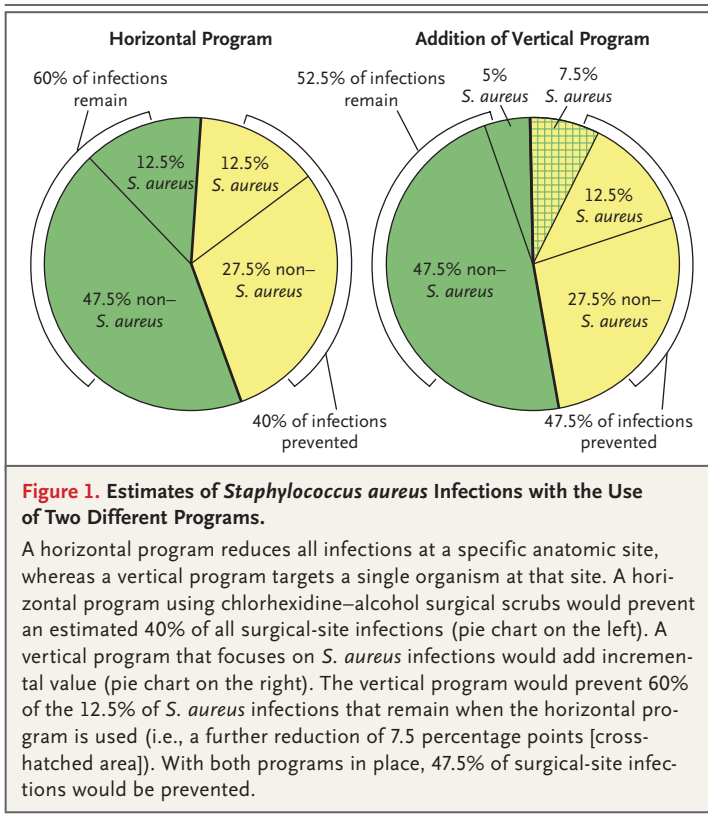 Horizontal Program
60% of infections
remain
12.5%
S. aureus
12.5%
S. aureus
47.5% non–
S. aureus
27.5% non–
S. aureus
40% of infections
prevented
Addition of Vertical Program
52.5% of infections
remain
5%
S. aureus
7.5%
S. aureus
12.5%
S. aureus
47.5% non–
S. aureus
27.5% non–
S. aureus
47.5% of infections
prevented
Figure 1. Estimates of Staphylococcus aureus Infections with the Use
of Two Different Programs.
A horizontal program reduces all infections at a specific anatomic site,
whereas a vertical program targets a single organism at that site. A hori-
zontal program using chlorhexidine–alcohol surgical scrubs would prevent
an estimated 40% of all surgical-site infections (pie chart on the left). A
vertical program that focuses on S. aureus infections would add incremen-
tal value (pie chart on the right). The vertical program would prevent 60%
of the 12.5% of S. aureus infections that remain when the horizontal pro-
gram is used (i.e., a further reduction of 7.5 percentage points [cross-
hatched area]). With both programs in place, 47.5% of surgical-site infec-
tions would be prevented.